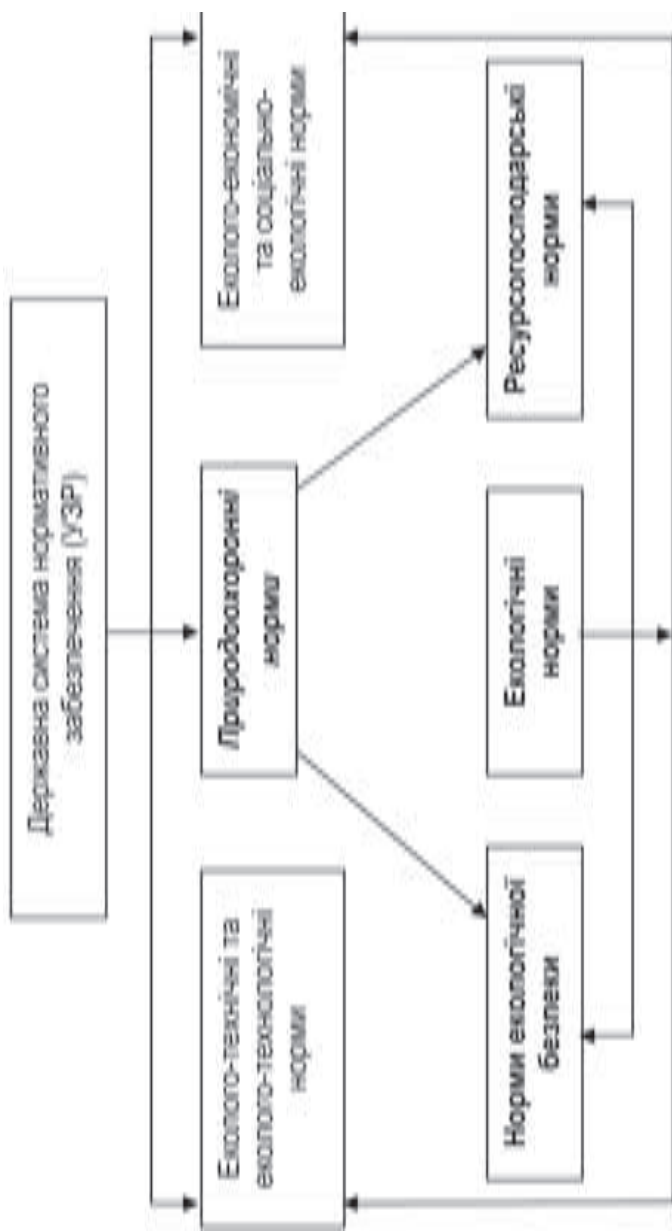 Державна система нормативного
забезпечення (УЗР)
Еколого-технічні та
еколого-технологічні
норми
Природоохоронні
норми
Еколого-економічні
та соціально-
екологічні норми
Норми екологічної
безпеки
Екологічні
норми
Ресурсогосподарські
норми